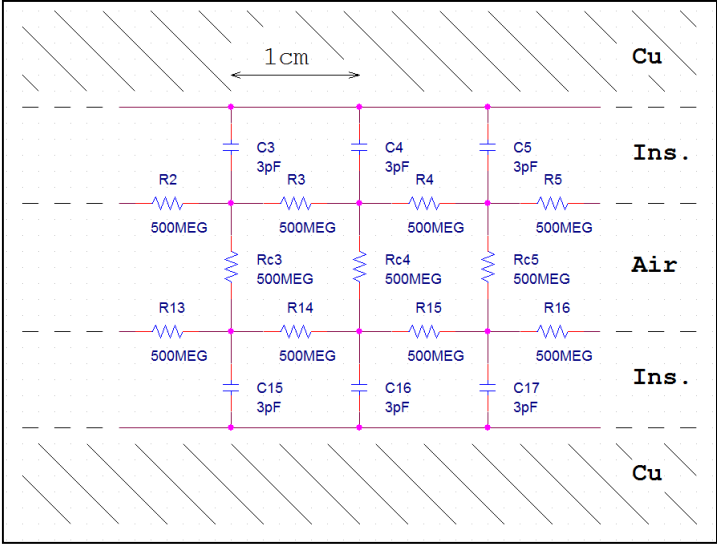 Cu
1cm
C3
3pF
C4
3pF
C5
3pF
Ins.
R2
500MEG
R3
500MEG
R4
500MEG
R5
500MEG
Rc3
500MEG
Rc4
500MEG
Rc5
500MEG
Air
R13
500MEG
R14
500MEG
R15
500MEG
R16
500MEG
C15
3pF
C16
3pF
C17
3pF
Ins.
Cu